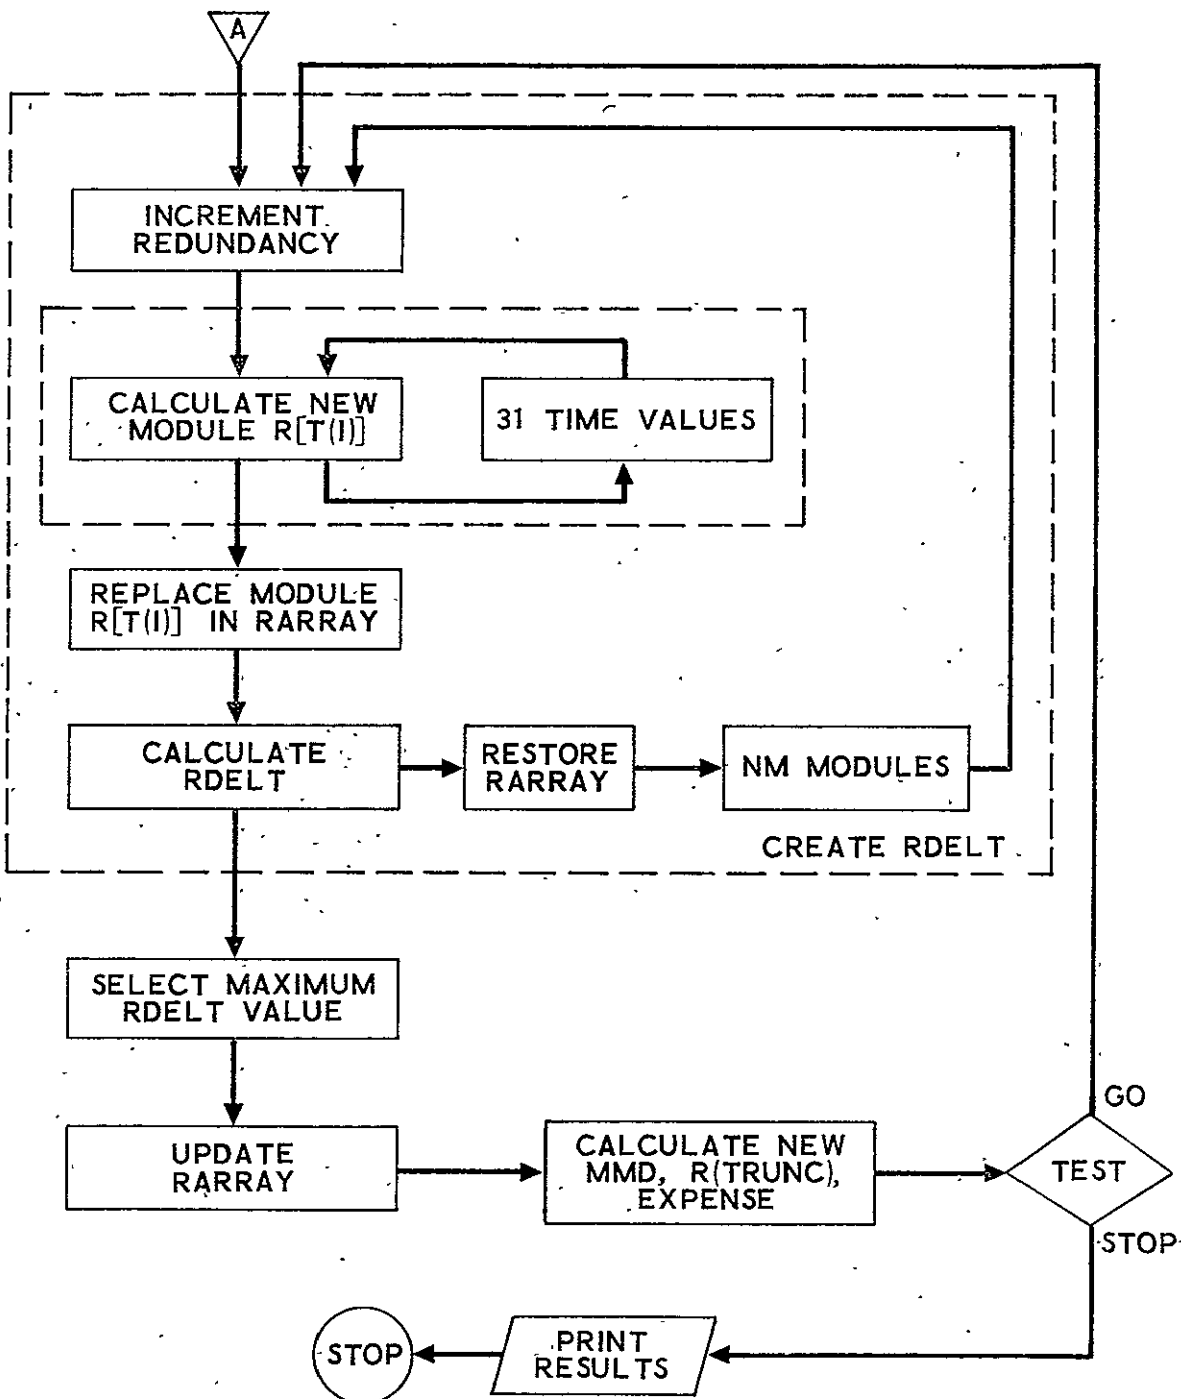 A
INCREMENT
REDUNDANCY
CALCULATE NEW
MODULE R[T(I)]
31 TIME VALUES
REPLACE MODULE
R[T(I)] IN RARRAY
CALCULATE
RDELT
RESTORE
RARRAY
NM MODULES
CREATE RDELT
SELECT MAXIMUM
RDELT VALUE
UPDATE
RARRAY
CALCULATE NEW
MMD, R(TRUNC),
EXPENSE
GO
TEST
STOP
PRINT
RESULTS
STOP